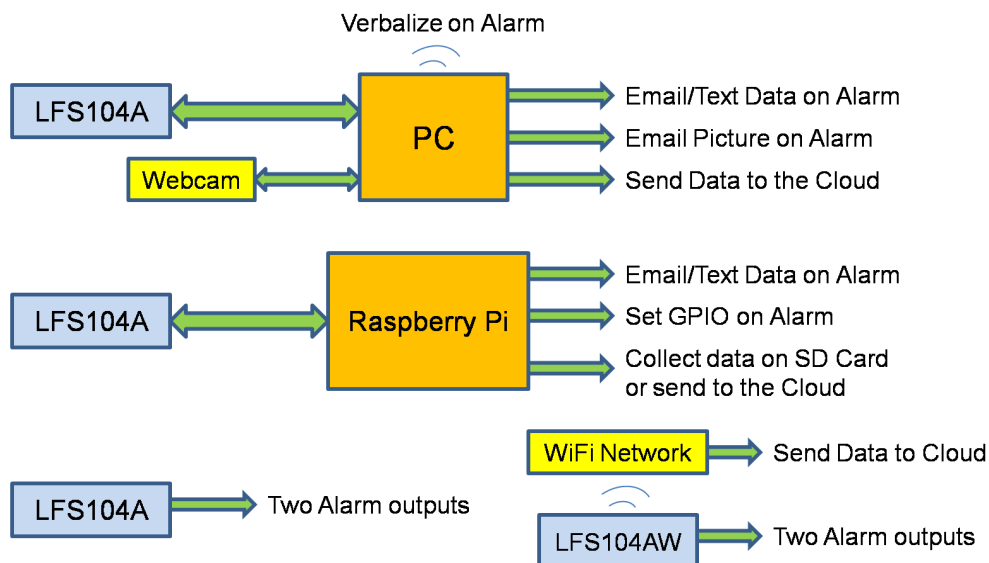 Verbalize on Alarm
LFS104A
PC
Webcam
Email/Text Data on Alarm
Email Picture on Alarm
Send Data to the Cloud
LFS104A
Raspberry Pi
Email/Text Data on Alarm
Set GPIO on Alarm
Collect data on SD Card
or send to the Cloud
WiFi Network
Send Data to Cloud
LFS104A
Two Alarm outputs
LFS104AW
Two Alarm outputs